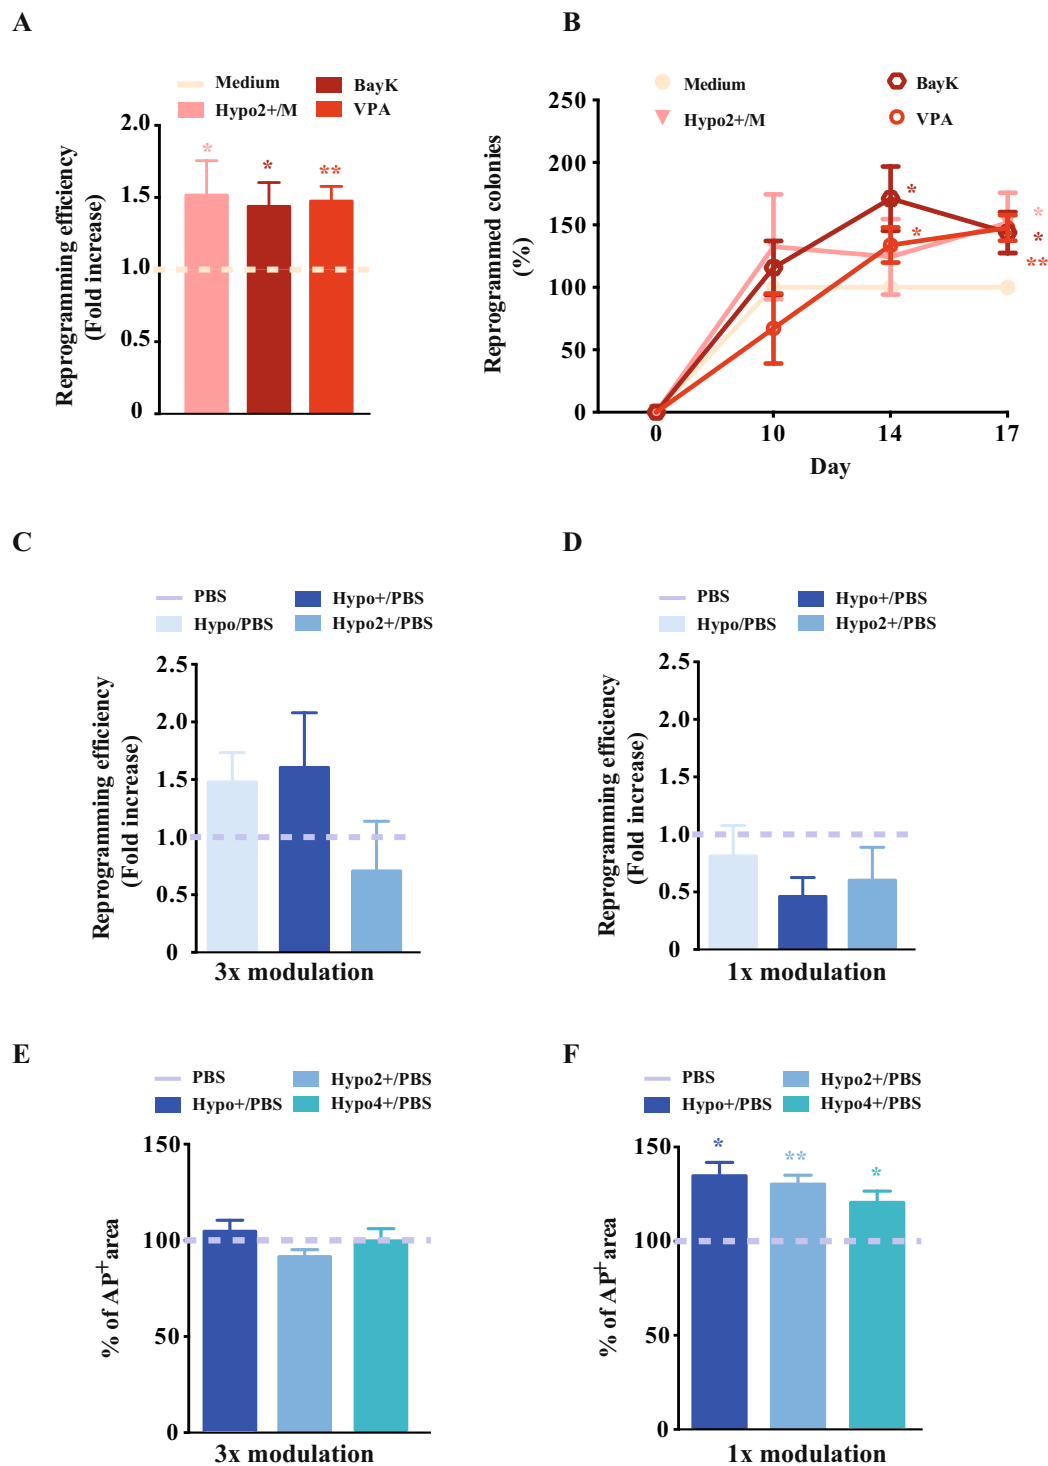 A
Medium
BayK
Hypo2+/M
VPA
Reprogramming efficiency
(Fold increase)
2.0
1.5
1.0
0.5
0
*
*
**
B
Medium
BayK
Hypo2+/M
VPA
Reprogrammed colonies
(%)
250
200
150
100
50
0
*
*
*
*
**
0 10 14 17
Day
C
PBS
Hypo+/PBS
Hypo/PBS
Hypo2+/PBS
Reprogramming efficiency
(Fold increase)
2.5
2.0
1.5
1.0
0.5
0
3x modulation
D
PBS
Hypo+/PBS
Hypo/PBS
Hypo2+/PBS
Reprogramming efficiency
(Fold increase)
2.5
2.0
1.5
1.0
0.5
0
1x modulation
E
PBS
Hypo2+/PBS
Hypo+/PBS
Hypo4+/PBS
% of AP+ area
150
100
50
0
3x modulation
F
PBS
Hypo2+/PBS
Hypo+/PBS
Hypo4+/PBS
% of AP+ area
150
100
50
0
*
**
*
1x modulation